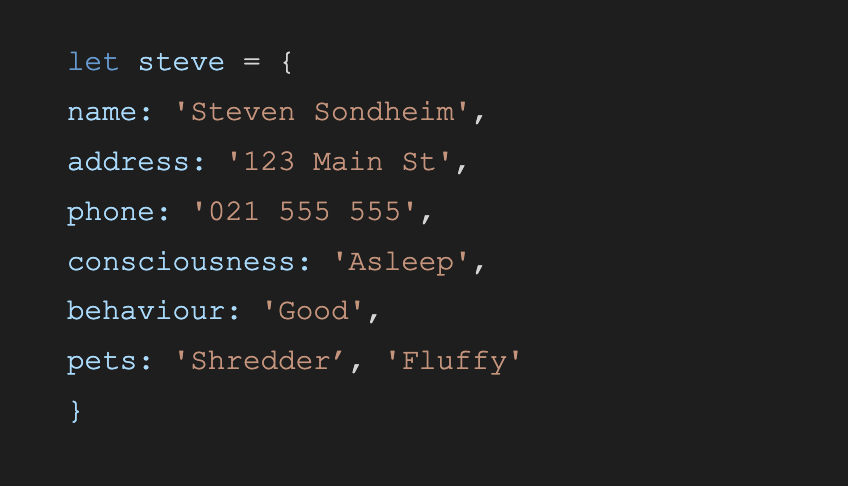 let steve = {
name: 'Steven Sondheim',
address: '123 Main St',
phone: '021 555 555',
consciousness: 'Asleep',
behaviour: 'Good',
pets: 'Shredder’, 'Fluffy'
}